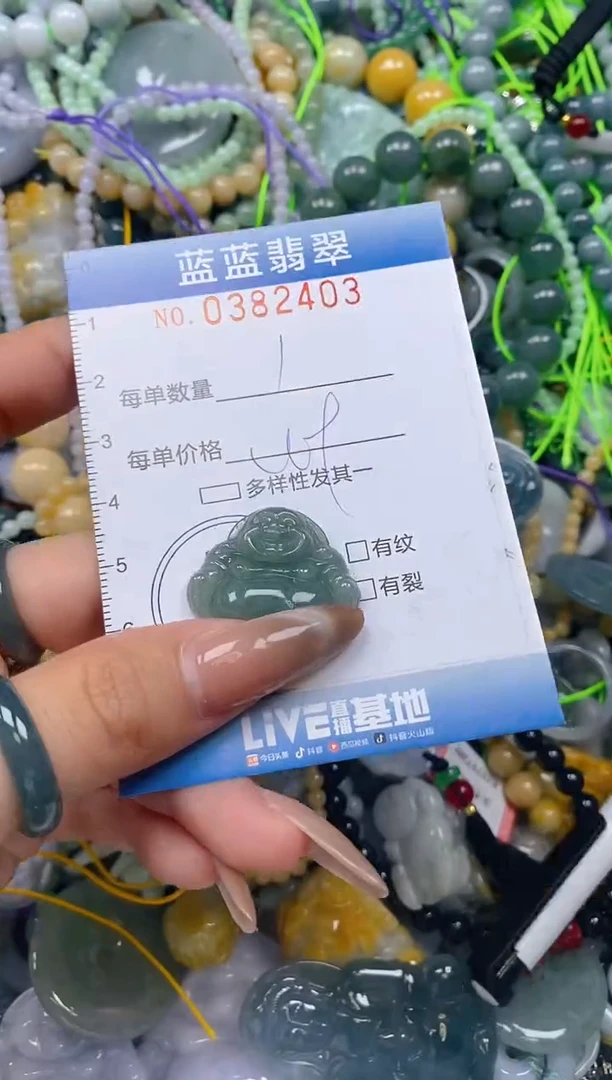 蓝蓝翡翠
NO. 0382403
1
每单数量 1
2
每单价格
3
多样性发其一
4
有纹
5
有裂
6
LIVE直播基地
今日头条 抖音 西瓜视频 抖音火山版